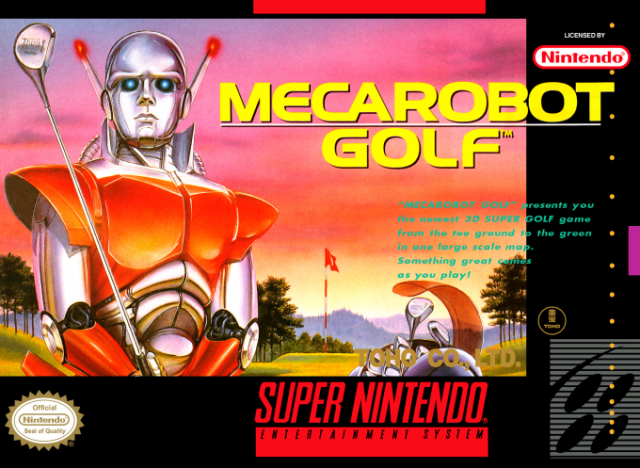 LICENSED BY
Nintendo
MECAROBOT
GOLF™
"MECAROBOT GOLF" presents you
the newest 3D SUPER GOLF game
from the tee ground to the green
in one large scale map.
Something great comes
as you play!
TOHO
TOHO CO., LTD.
SUPER NINTENDO®
ENTERTAINMENT SYSTEM
Official
Nintendo
Seal of Quality